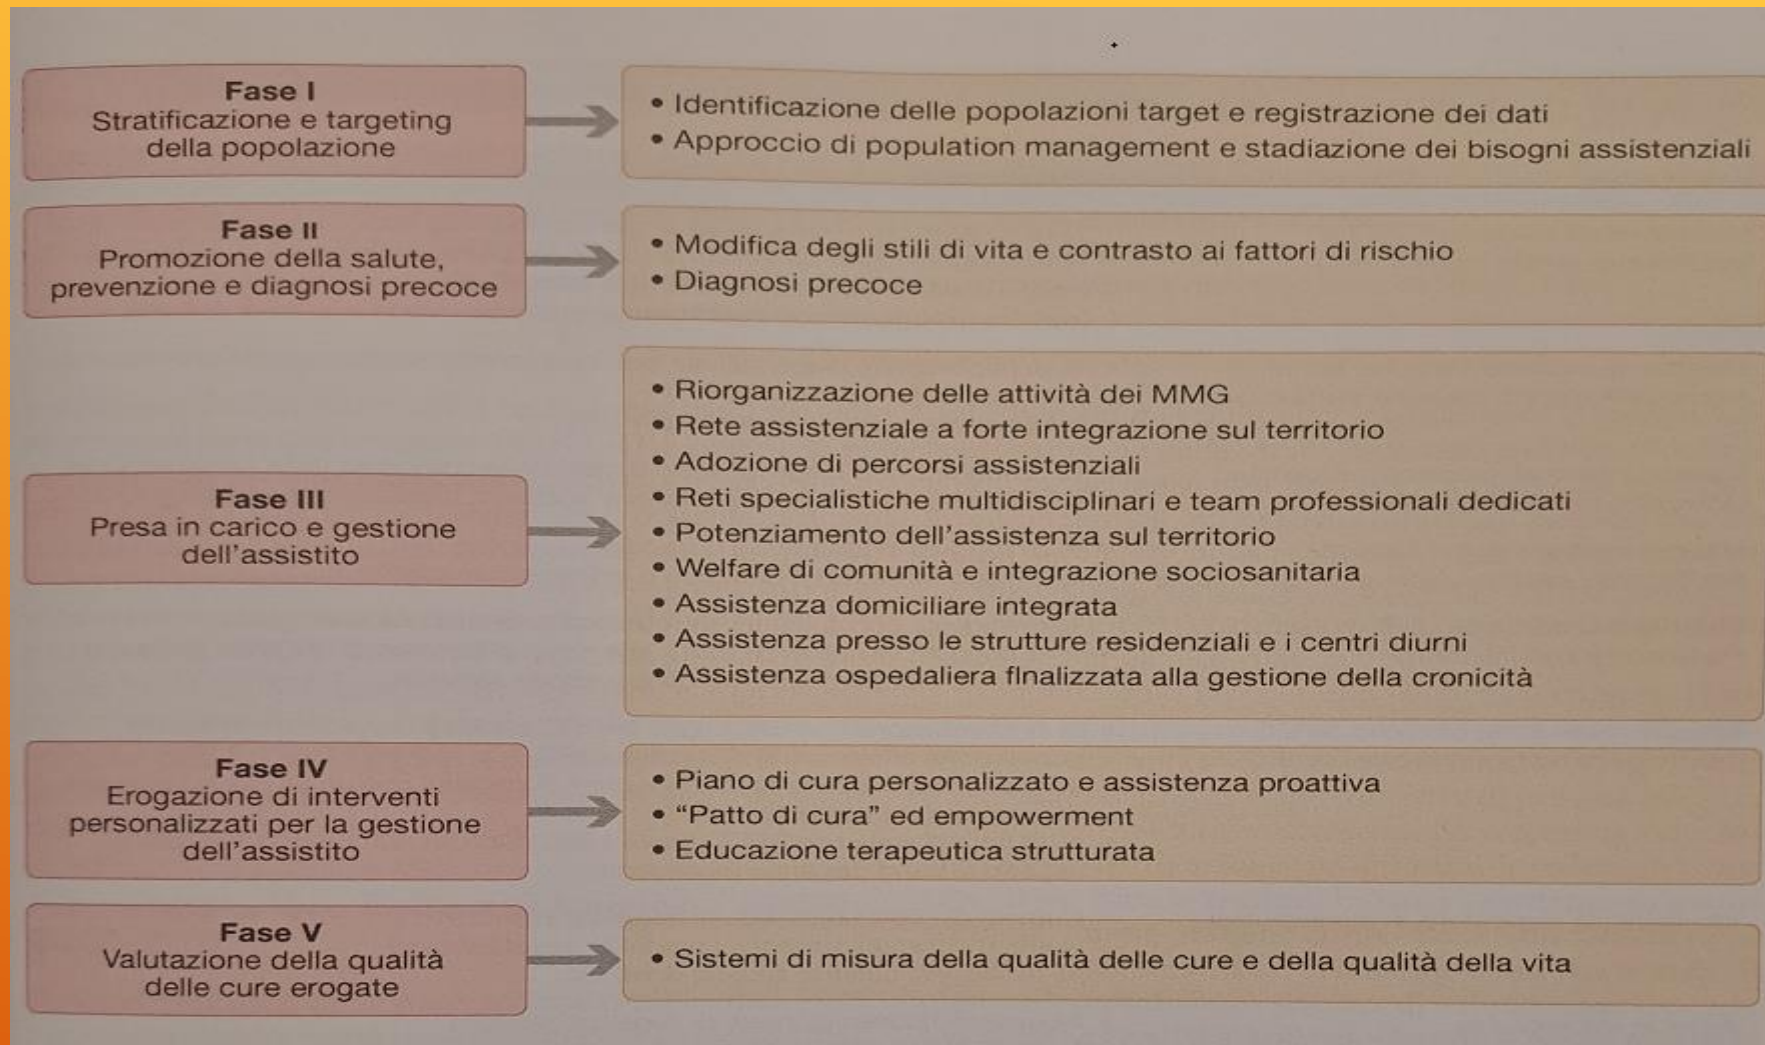 Fase I
Stratificazione e targeting
della popolazione
• Identificazione delle popolazioni target e registrazione dei dati
• Approccio di population management e stadiazione dei bisogni assistenziali
Fase II
Promozione della salute,
prevenzione e diagnosi precoce
• Modifica degli stili di vita e contrasto ai fattori di rischio
• Diagnosi precoce
Fase III
Presa in carico e gestione
dell'assistito
• Riorganizzazione delle attività dei MMG
• Rete assistenziale a forte integrazione sul territorio
• Adozione di percorsi assistenziali
• Reti specialistiche multidisciplinari e team professionali dedicati
• Potenziamento dell'assistenza sul territorio
• Welfare di comunità e integrazione sociosanitaria
• Assistenza domiciliare integrata
• Assistenza presso le strutture residenziali e i centri diurni
• Assistenza ospedaliera finalizzata alla gestione della cronicità
Fase IV
Erogazione di interventi
personalizzati per la gestione
dell'assistito
• Piano di cura personalizzato e assistenza proattiva
• “Patto di cura” ed empowerment
• Educazione terapeutica strutturata
Fase V
Valutazione della qualità
delle cure erogate
• Sistemi di misura della qualità delle cure e della qualità della vita